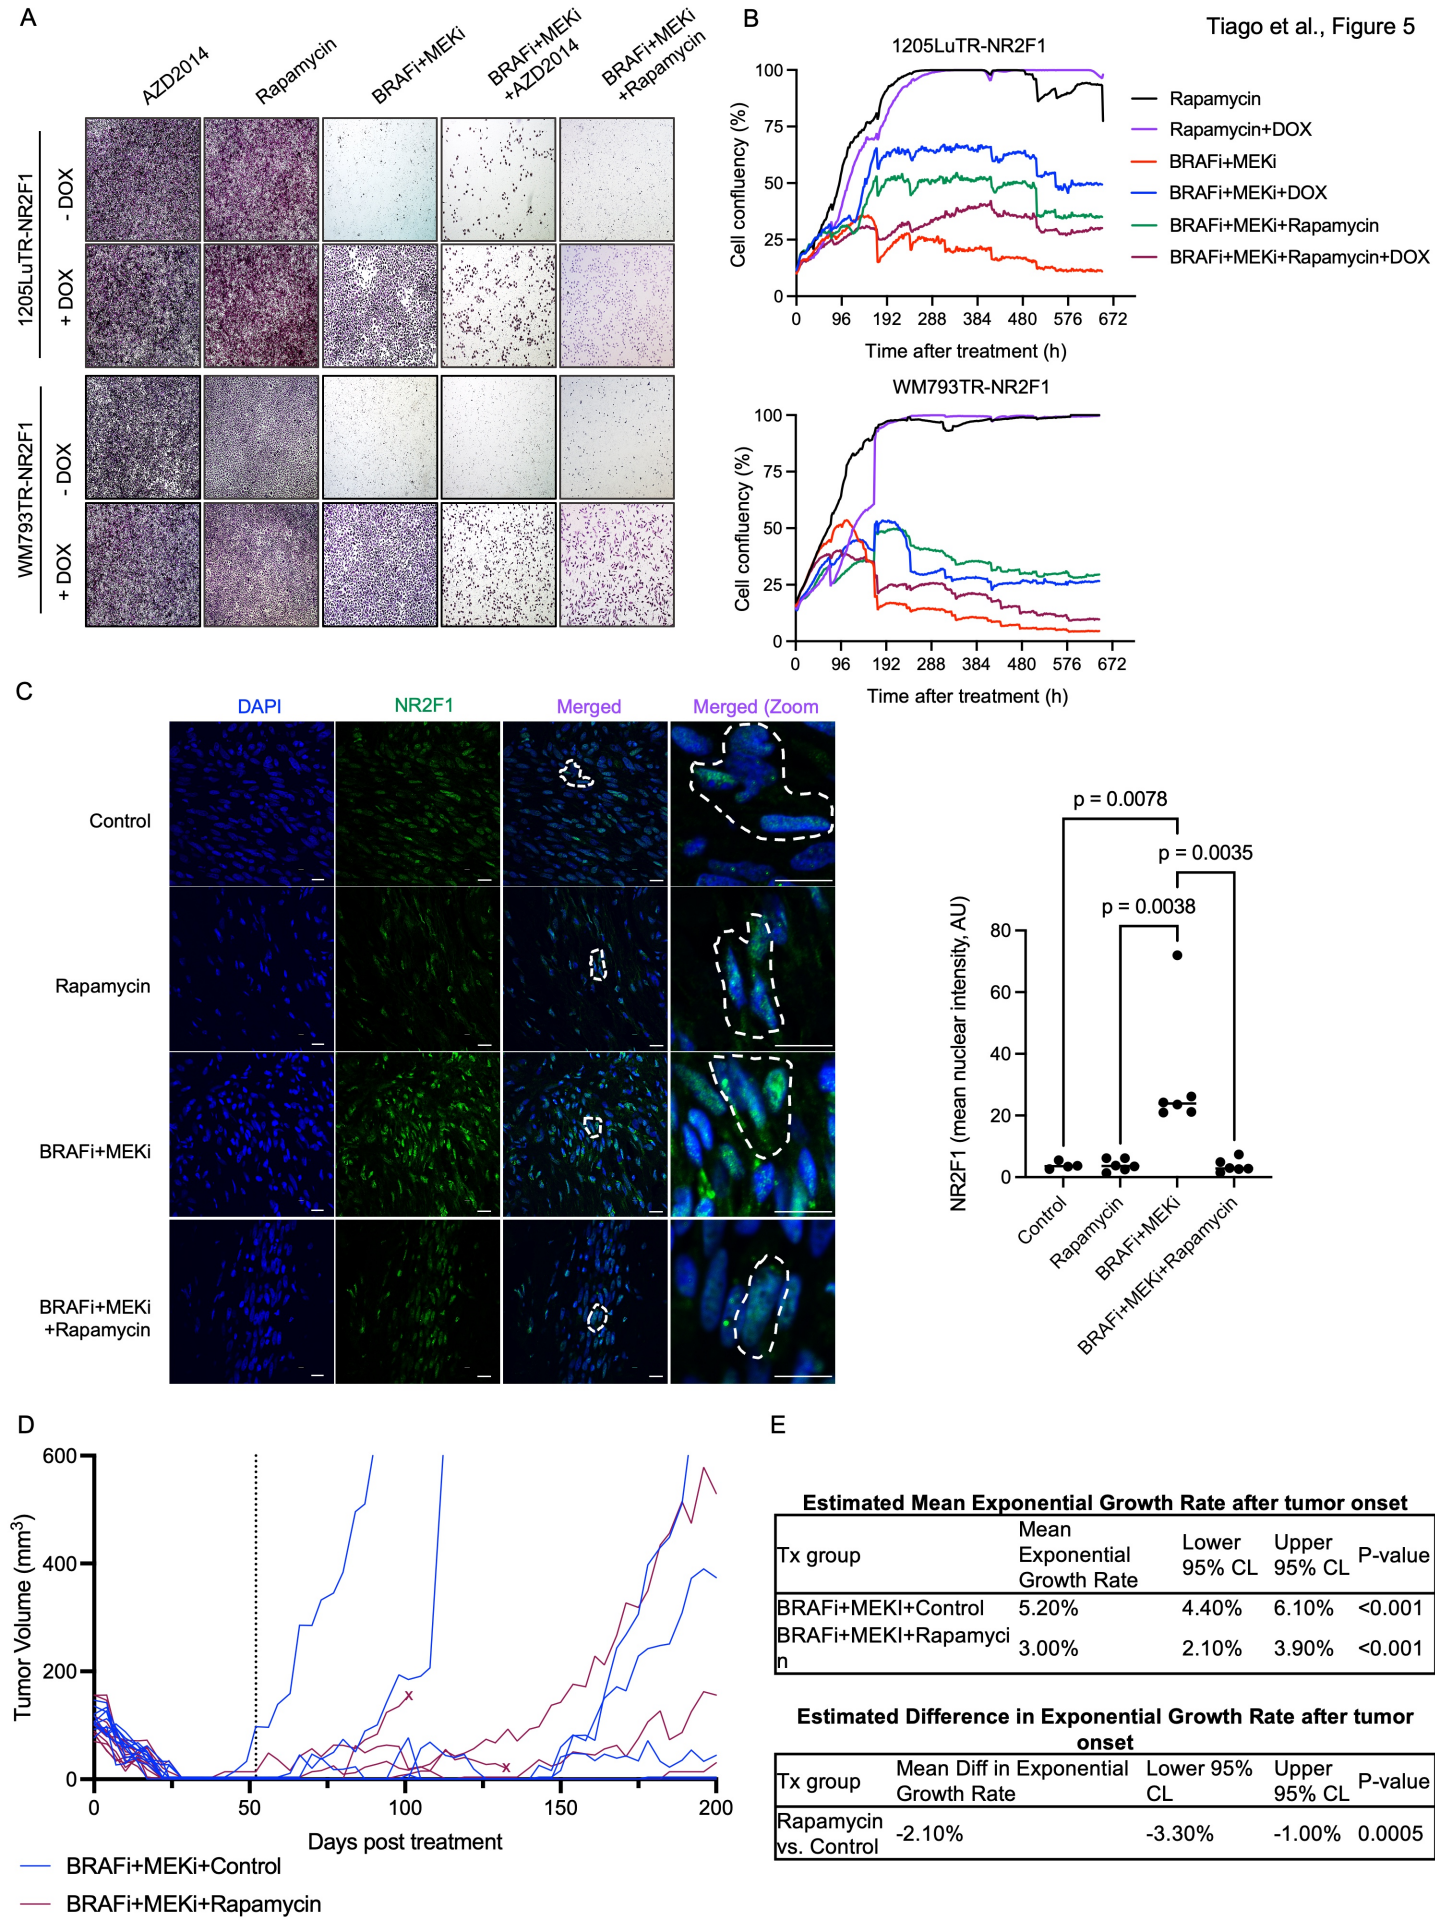 Tiago et al., Figure 5
A
AZD2014
Rapamycin
BRAFi+MEKi
BRAFi+MEKi
+AZD2014
BRAFi+MEKi
+Rapamycin
1205LuTR-NR2F1
- DOX
+ DOX
WM793TR-NR2F1
- DOX
+ DOX
B
1205LuTR-NR2F1
Cell confluency (%)
100
75
50
25
0
0 96 192 288 384 480 576 672
Time after treatment (h)
Rapamycin
Rapamycin+DOX
BRAFi+MEKi
BRAFi+MEKi+DOX
BRAFi+MEKi+Rapamycin
BRAFi+MEKi+Rapamycin+DOX
WM793TR-NR2F1
Cell confluency (%)
100
75
50
25
0
0 96 192 288 384 480 576 672
Time after treatment (h)
C
DAPI NR2F1 Merged Merged (Zoom
Control
Rapamycin
BRAFi+MEKi
BRAFi+MEKi
+Rapamycin
p = 0.0078
p = 0.0035
p = 0.0038
NR2F1 (mean nuclear intensity, AU)
80
60
40
20
0
Control
Rapamycin
BRAFi+MEKi
BRAFi+MEKi+Rapamycin
D
Tumor Volume (mm³)
600
400
200
0
x
x
0 50 100 150 200
Days post treatment
BRAFi+MEKi+Control
BRAFi+MEKi+Rapamycin
E
Estimated Mean Exponential Growth Rate after tumor onset
Tx group
Mean
Exponential
Growth Rate
Lower
95% CL
Upper
95% CL
P-value
BRAFi+MEKI+Control 5.20% 4.40% 6.10% <0.001
BRAFi+MEKI+Rapamyci
n
3.00% 2.10% 3.90% <0.001
Estimated Difference in Exponential Growth Rate after tumor
onset
Tx group
Mean Diff in Exponential
Growth Rate
Lower 95%
CL
Upper
95% CL
P-value
Rapamycin
vs. Control
-2.10% -3.30% -1.00% 0.0005